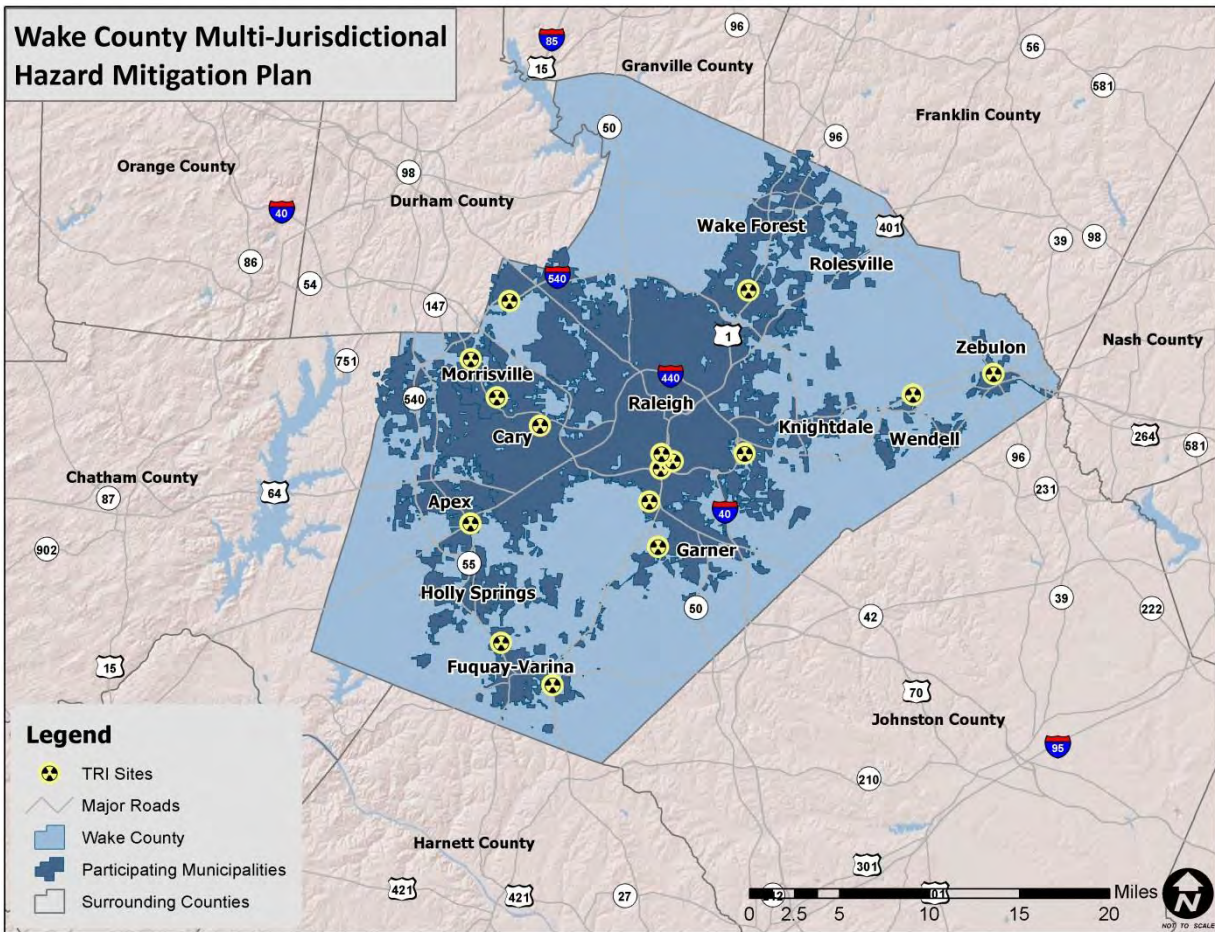 Wake County Multi-Jurisdictional
Hazard Mitigation Plan
85
15
96
Granville County
56
581
Franklin County
50
96
Orange County
98
Durham County
40
Wake Forest
401
39
98
86
54
540
Rolesville
147
1
Nash County
751
Zebulon
Morrisville
440
540
Raleigh
Cary
Knightdale
Wendell
264
581
96
Chatham County
87
64
231
Apex
40
902
Garner
55
Holly Springs
50
39
222
42
15
Fuquay-Varina
70
Johnston County
95
210
Harnett County
301
421
421
27
Legend
TRI Sites
Major Roads
Wake County
Participating Municipalities
Surrounding Counties
Miles
0 2.5 5 10 15 20
N
NOT TO SCALE